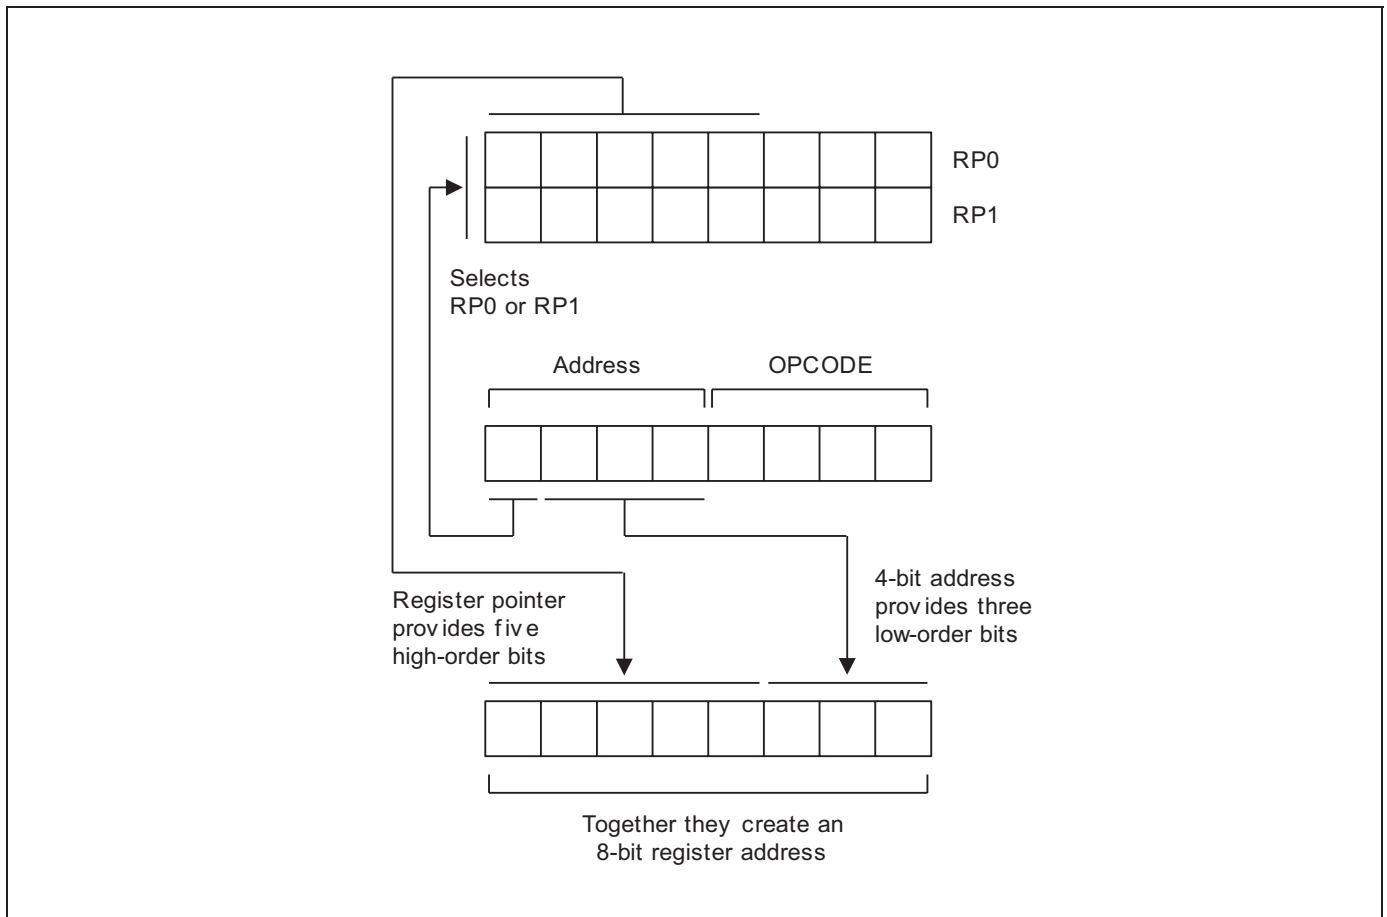 RP0
RP1
Selects
RP0 or RP1
Address OPCODE
4-bit address
provides three
low-order bits
Register pointer
provides five
high-order bits
Together they create an
8-bit register address